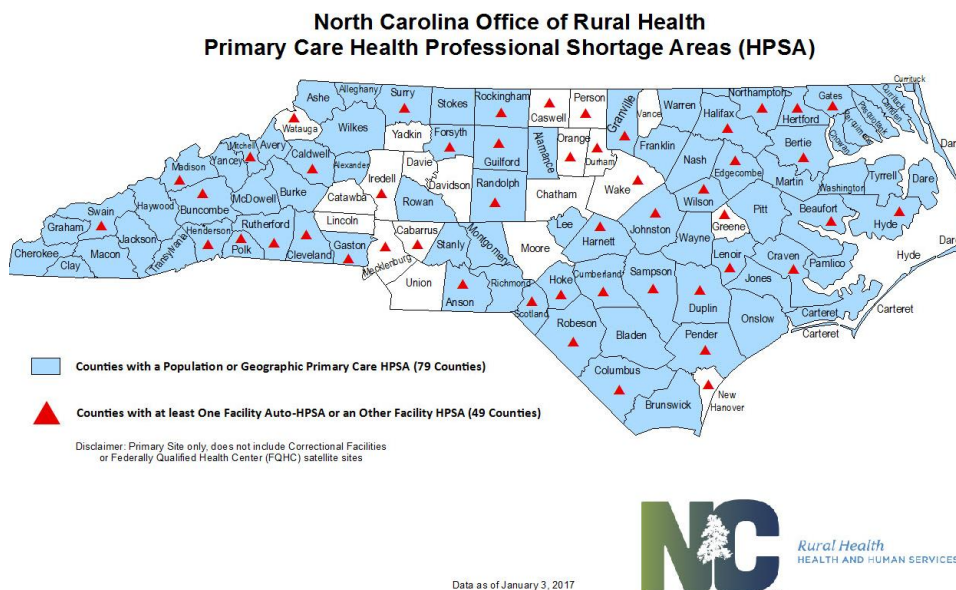 North Carolina Office of Rural Health
Primary Care Health Professional Shortage Areas (HPSA)
Currituck
Ashe
Alleghany
Surry
Stokes
Rockingham
Caswell
Person
Granville
Vance
Warren
Northampton
Gates
Currituck
Camden
Pasquotank
Perquimans
Chowan
Halifax
Hertford
Watauga
Wilkes
Yadkin
Forsyth
Guilford
Alamance
Orange
Durham
Franklin
Nash
Edgecombe
Bertie
Mitchell
Avery
Caldwell
Alexander
Iredell
Davie
Davidson
Randolph
Chatham
Wake
Wilson
Martin
Washington
Tyrrell
Dare
Dar
Madison
Yancey
Burke
McDowell
Catawba
Rowan
Swain
Haywood
Buncombe
Rutherford
Lincoln
Cabarrus
Lee
Johnston
Greene
Pitt
Beaufort
Hyde
Graham
Jackson
Henderson
Polk
Cleveland
Gaston
Stanly
Montgomery
Moore
Harnett
Wayne
Lenoir
Craven
Pamlico
Hyde
Dare
Cherokee
Clay
Macon
Transylvania
Mecklenburg
Union
Anson
Richmond
Hoke
Cumberland
Sampson
Duplin
Jones
Onslow
Carteret
Carteret
Carteret
Scotland
Robeson
Bladen
Pender
Columbus
Brunswick
New
Hanover
Counties with a Population or Geographic Primary Care HPSA (79 Counties)
Counties with at least One Facility Auto-HPSA or an Other Facility HPSA (49 Counties)
Disclaimer: Primary Site only, does not include Correctional Facilities
or Federally Qualified Health Center (FQHC) satellite sites
NC
Rural Health
HEALTH AND HUMAN SERVICES
Data as of January 3, 2017